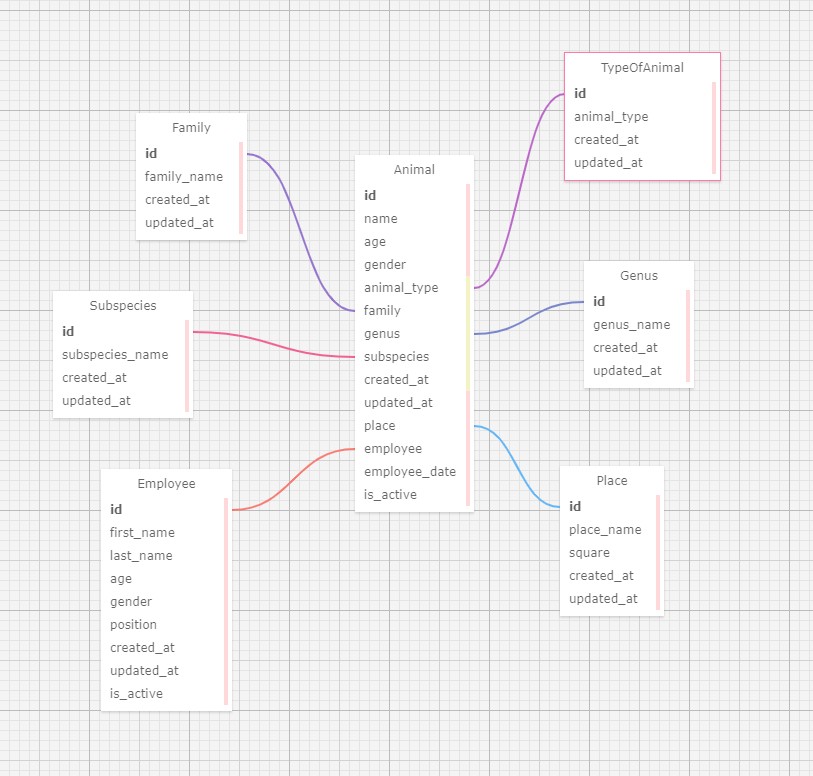 TypeOfAnimal
id
animal_type
created_at
updated_at
Family
id
family_name
created_at
updated_at
Animal
id
name
age
gender
animal_type
family
genus
subspecies
created_at
updated_at
place
employee
employee_date
is_active
Genus
id
genus_name
created_at
updated_at
Subspecies
id
subspecies_name
created_at
updated_at
Employee
id
first_name
last_name
age
gender
position
created_at
updated_at
is_active
Place
id
place_name
square
created_at
updated_at